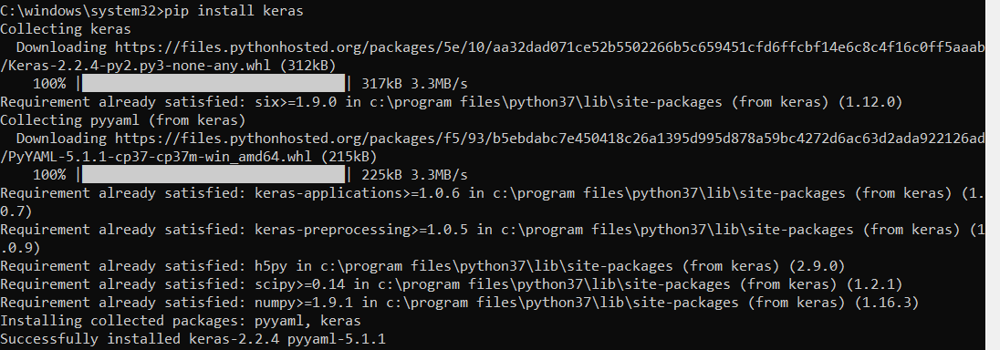 C:\windows\system32>pip install keras
Collecting keras
  Downloading https://files.pythonhosted.org/packages/5e/10/aa32dad071ce52b5502266b5c659451cfd6ffcbf14e6c8c4f16c0ff5aaab
/Keras-2.2.4-py2.py3-none-any.whl (312kB)
    100% |████████████████████████████████| 317kB 3.3MB/s
Requirement already satisfied: six>=1.9.0 in c:\program files\python37\lib\site-packages (from keras) (1.12.0)
Collecting pyyaml (from keras)
  Downloading https://files.pythonhosted.org/packages/f5/93/b5ebdabc7e450418c26a1395d995d878a59bc4272d6ac63d2ada922126ad
/PyYAML-5.1.1-cp37-cp37m-win_amd64.whl (215kB)
    100% |████████████████████████████████| 225kB 3.3MB/s
Requirement already satisfied: keras-applications>=1.0.6 in c:\program files\python37\lib\site-packages (from keras) (1.
0.7)
Requirement already satisfied: keras-preprocessing>=1.0.5 in c:\program files\python37\lib\site-packages (from keras) (1
.0.9)
Requirement already satisfied: h5py in c:\program files\python37\lib\site-packages (from keras) (2.9.0)
Requirement already satisfied: scipy>=0.14 in c:\program files\python37\lib\site-packages (from keras) (1.2.1)
Requirement already satisfied: numpy>=1.9.1 in c:\program files\python37\lib\site-packages (from keras) (1.16.3)
Installing collected packages: pyyaml, keras
Successfully installed keras-2.2.4 pyyaml-5.1.1